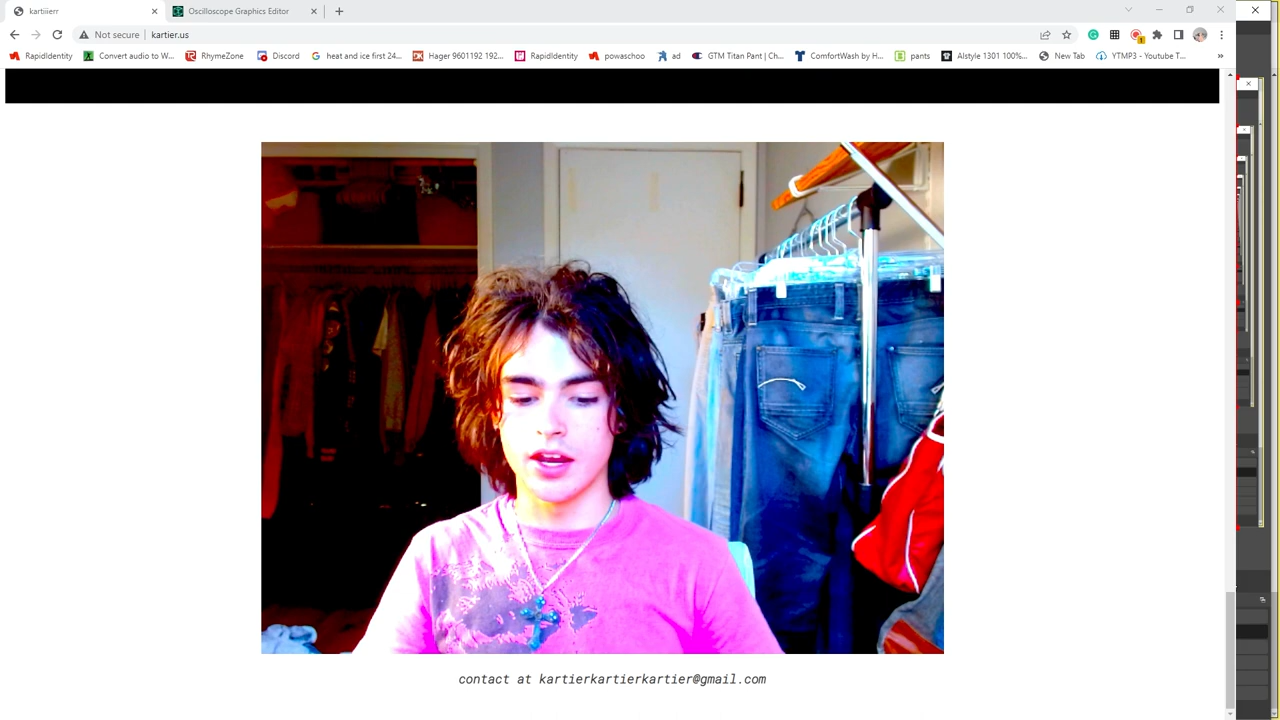 kartiiierr
Oscilloscope Graphics Editor
Not secure
kartier.us
RapidIdentity
Convert audio to W...
RhymeZone
Discord
heat and ice first 24...
Hager 9601192 192...
RapidIdentity
powaschoo
ad
GTM Titan Pant | Ch...
ComfortWash by H...
pants
Alstyle 1301 100%...
New Tab
YTMP3 - Youtube T...
contact at kartierkartierkartier@gmail.com